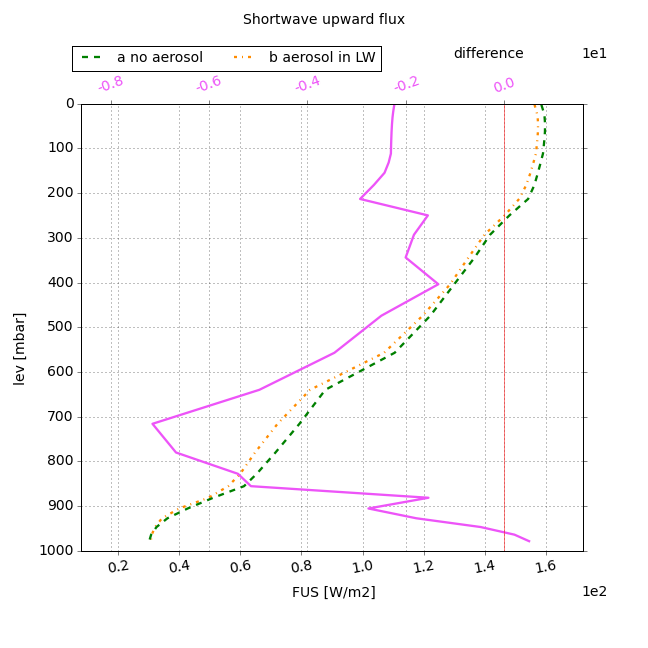 Shortwave upward flux
a no aerosol b aerosol in LW difference 1e1
-0.8 -0.6 -0.4 -0.2 0.0
0
100
200
300
400
500
600
700
800
900
1000
lev [mbar]
0.2 0.4 0.6 0.8 1.0 1.2 1.4 1.6
FUS [W/m2] 1e2